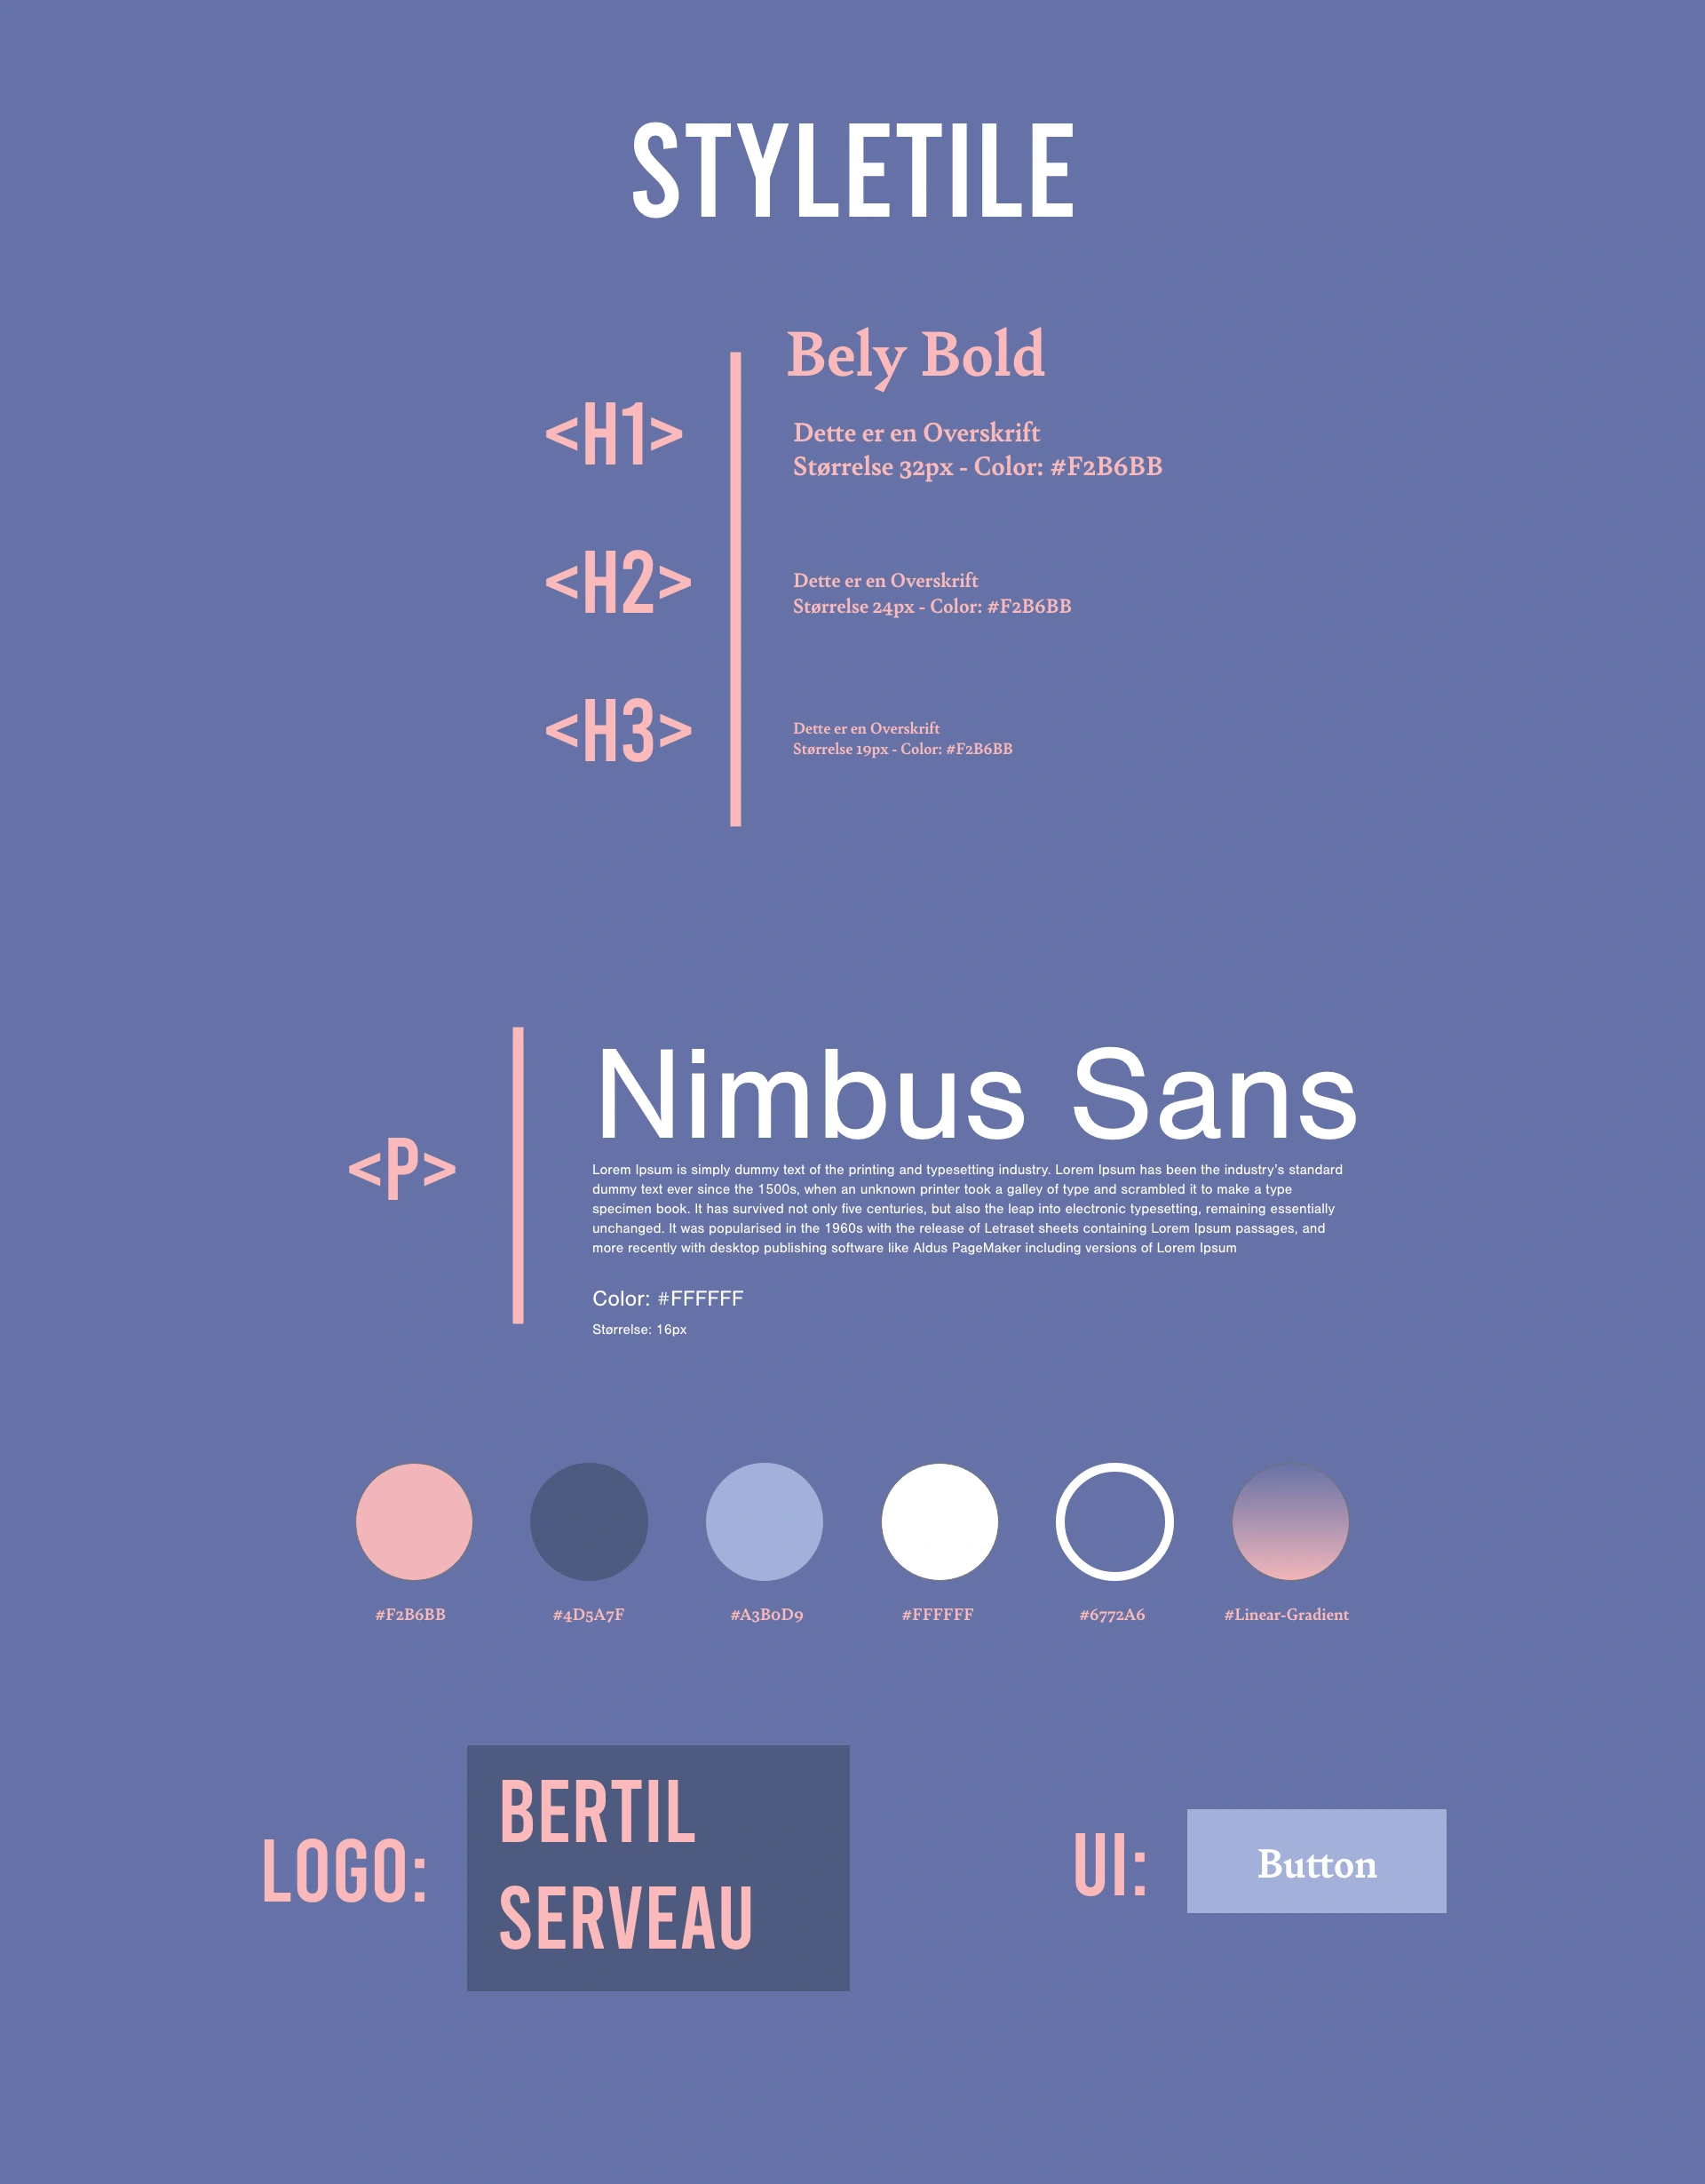 STYLETILE
Bely Bold
<H1>
Dette er en Overskrift
Størrelse 32px - Color: #F2B6BB
<H2>
Dette er en Overskrift
Størrelse 24px - Color: #F2B6BB
<H3>
Dette er en Overskrift
Størrelse 19px - Color: #F2B6BB
Nimbus Sans
<P>
Lorem Ipsum is simply dummy text of the printing and typesetting industry. Lorem Ipsum has been the industry’s standard
dummy text ever since the 1500s, when an unknown printer took a galley of type and scrambled it to make a type
specimen book. It has survived not only five centuries, but also the leap into electronic typesetting, remaining essentially
unchanged. It was popularised in the 1960s with the release of Letraset sheets containing Lorem Ipsum passages, and
more recently with desktop publishing software like Aldus PageMaker including versions of Lorem Ipsum
Color: #FFFFFF
Størrelse: 16px
#F2B6BB #4D5A7F #A3B0D9 #FFFFFF #6772A6 #Linear-Gradient
LOGO:
BERTIL
SERVEAU
UI:
Button